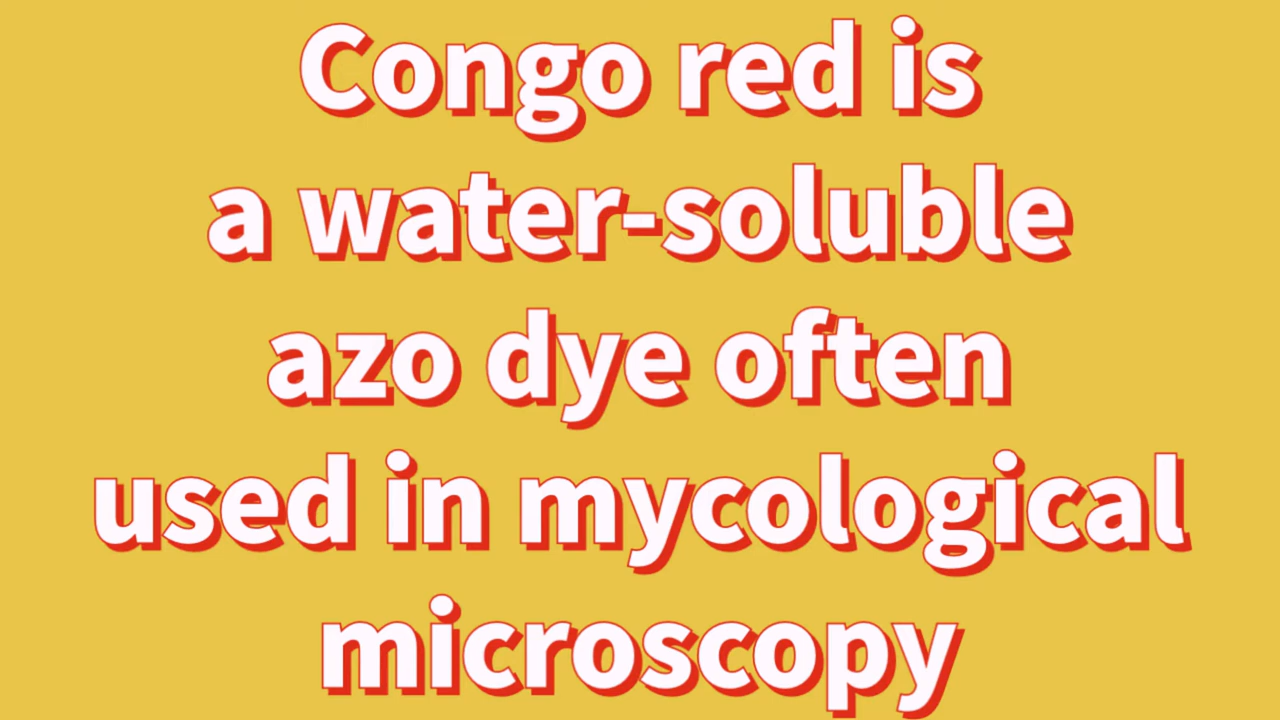 Congo red is
a water-soluble
azo dye often
used in mycological
microscopy